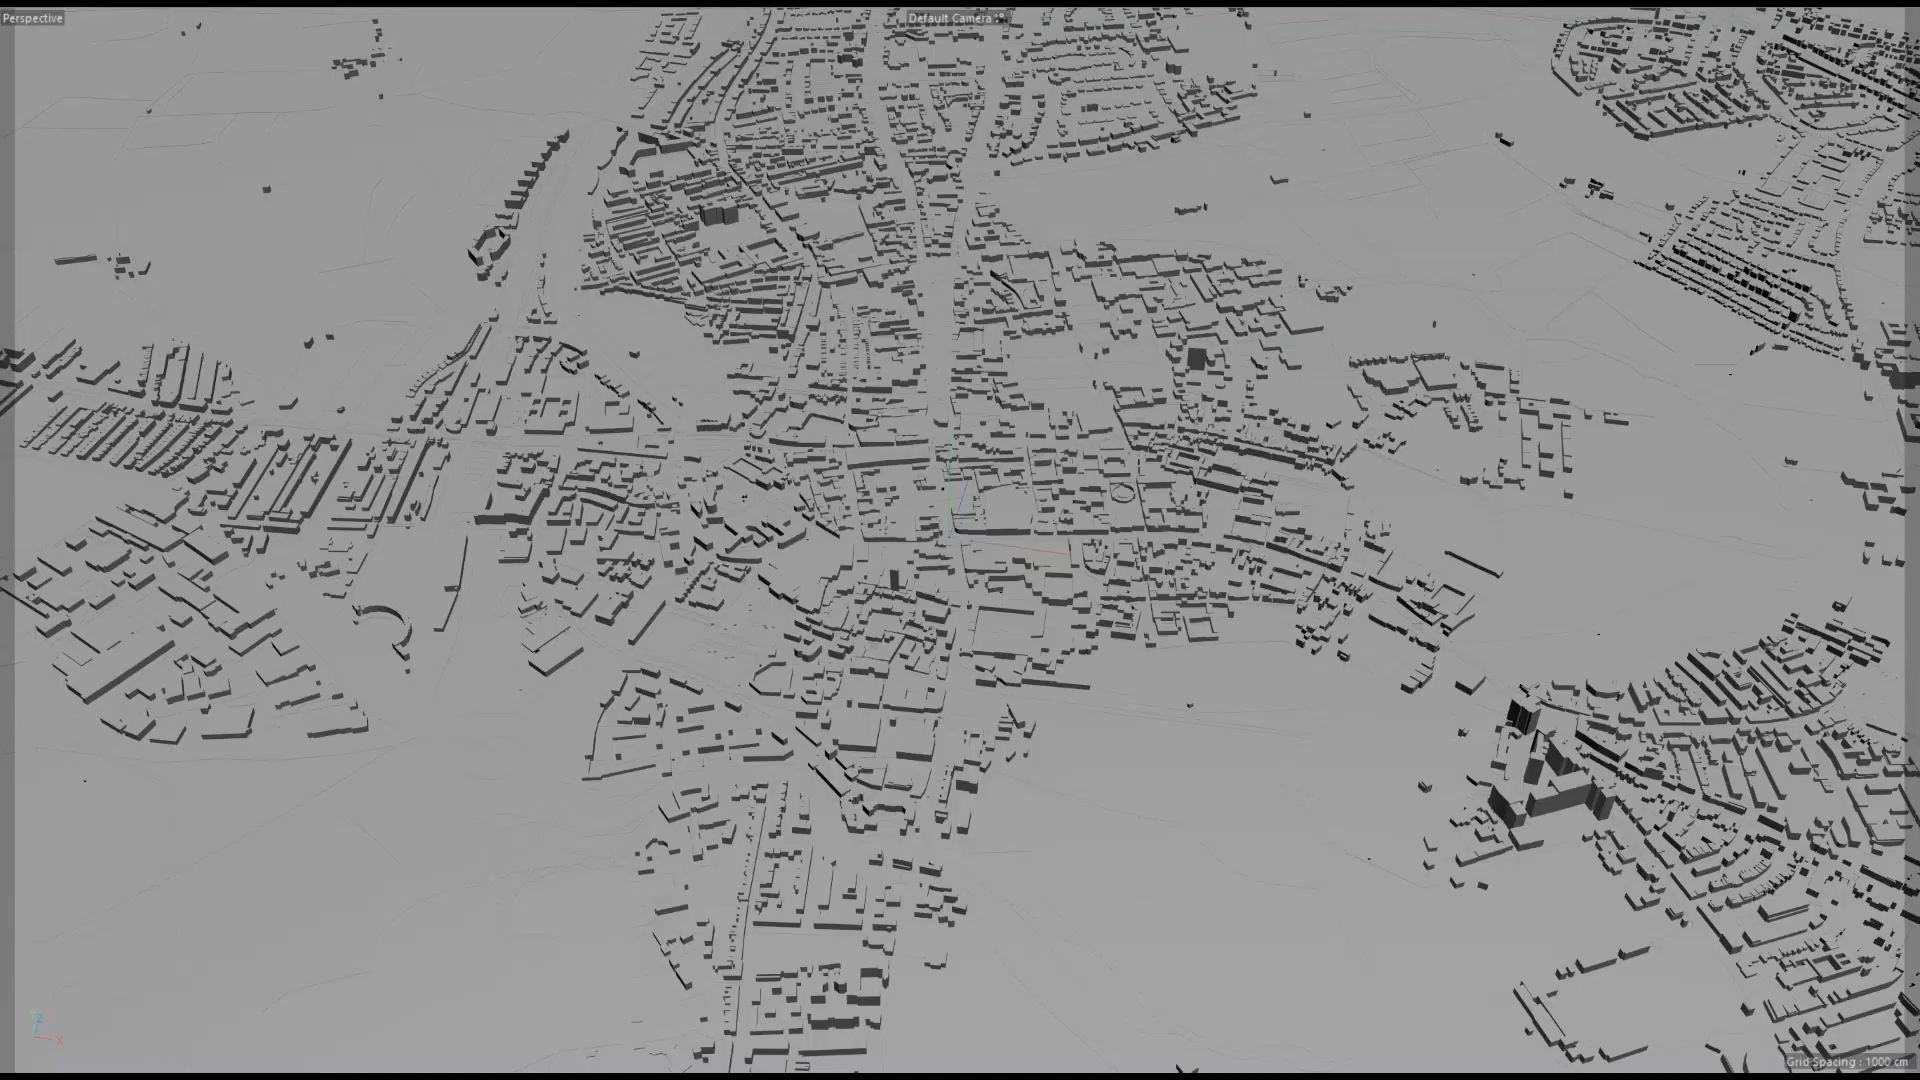 Perspective
Default Camera
Y
Z
X
Grid Spacing : 1000 cm